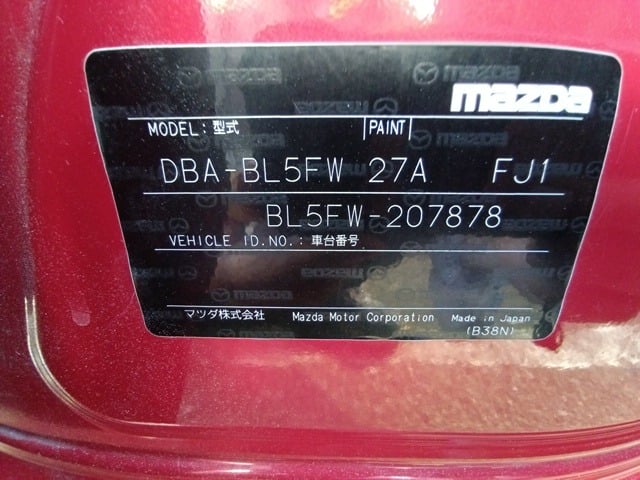 mazda
MODEL: 型式 PAINT
DBA-BL5FW 27A FJ1
BL5FW-207878
VEHICLE ID.NO.: 車台番号
マツダ株式会社 Mazda Motor Corporation Made in Japan
(B38N)